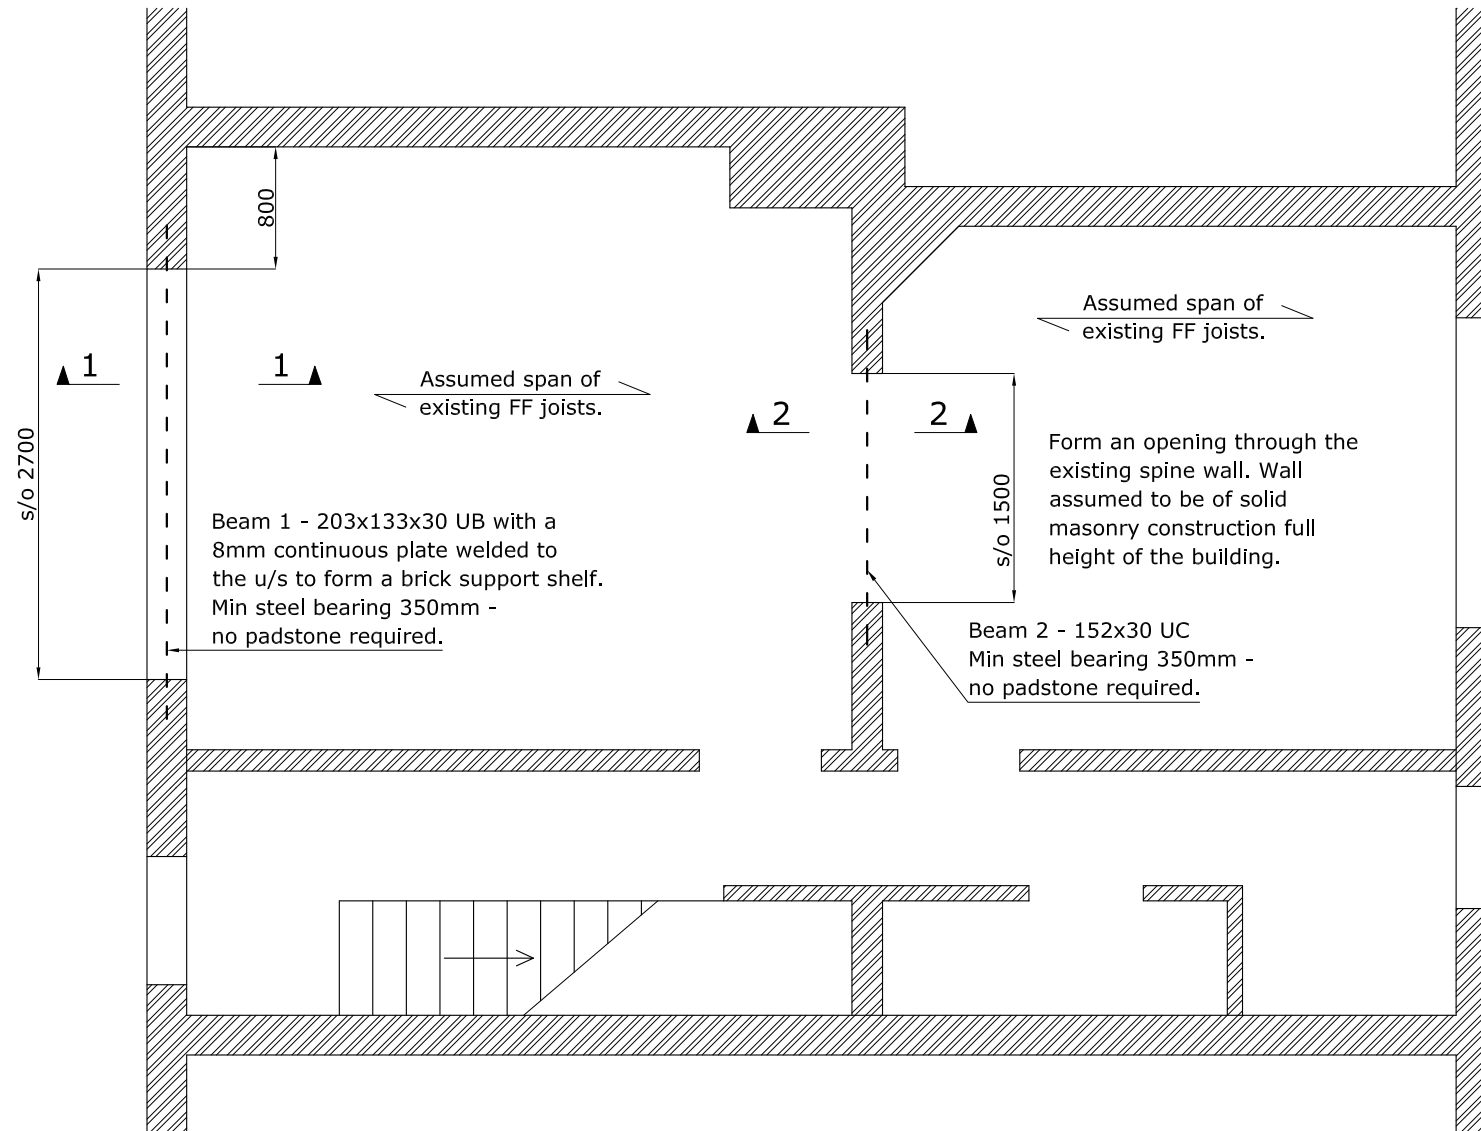 800
s/o 2700
1
1
Assumed span of
existing FF joists.
Assumed span of
existing FF joists.
2
2
s/o 1500
Form an opening through the
existing spine wall. Wall
assumed to be of solid
masonry construction full
height of the building.
Beam 1 - 203x133x30 UB with a
8mm continuous plate welded to
the u/s to form a brick support shelf.
Min steel bearing 350mm -
no padstone required.
Beam 2 - 152x30 UC
Min steel bearing 350mm -
no padstone required.